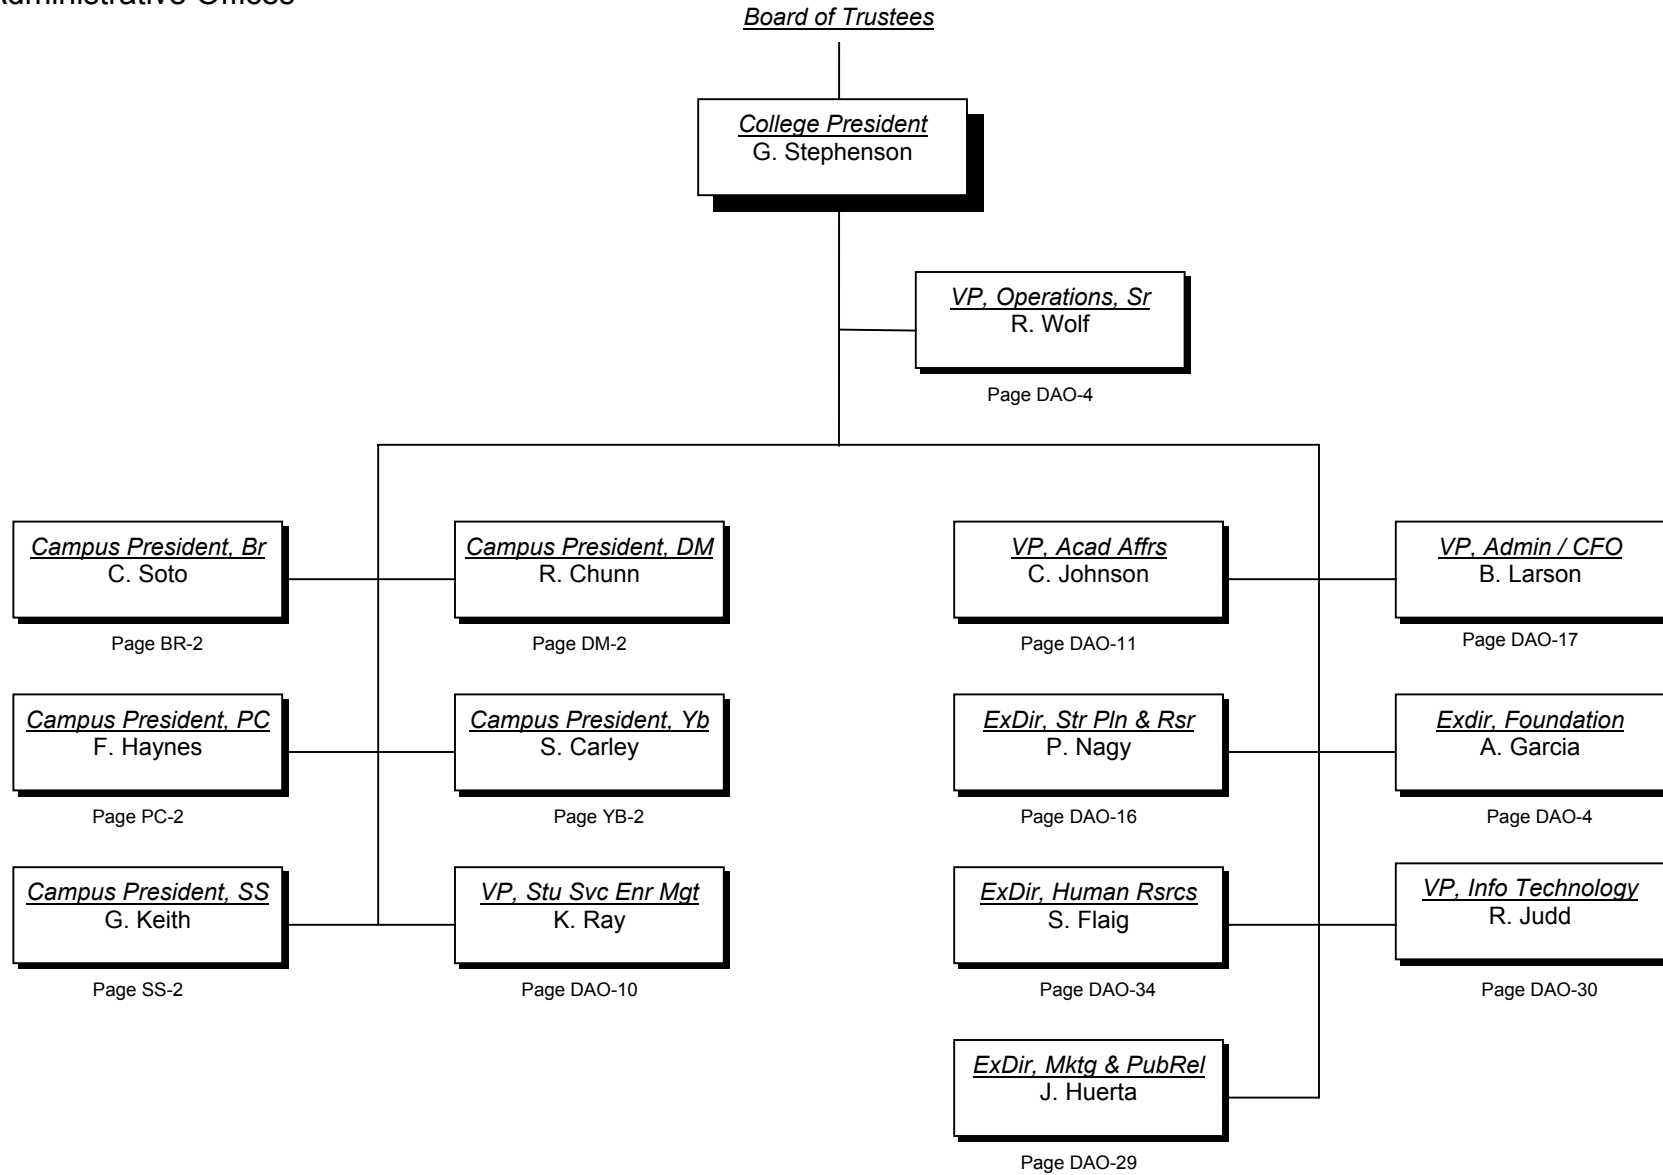 Administrative Offices
Board of Trustees
College President
G. Stephenson
VP, Operations, Sr
R. Wolf
Page DAO-4
Campus President, Br
C. Soto
Page BR-2
Campus President, DM
R. Chunn
Page DM-2
VP, Acad Affrs
C. Johnson
Page DAO-11
VP, Admin / CFO
B. Larson
Page DAO-17
Campus President, PC
F. Haynes
Page PC-2
Campus President, Yb
S. Carley
Page YB-2
ExDir, Str Pln & Rsr
P. Nagy
Page DAO-16
Exdir, Foundation
A. Garcia
Page DAO-4
Campus President, SS
G. Keith
Page SS-2
VP, Stu Svc Enr Mgt
K. Ray
Page DAO-10
ExDir, Human Rsrcs
S. Flaig
Page DAO-34
VP, Info Technology
R. Judd
Page DAO-30
ExDir, Mktg & PubRel
J. Huerta
Page DAO-29